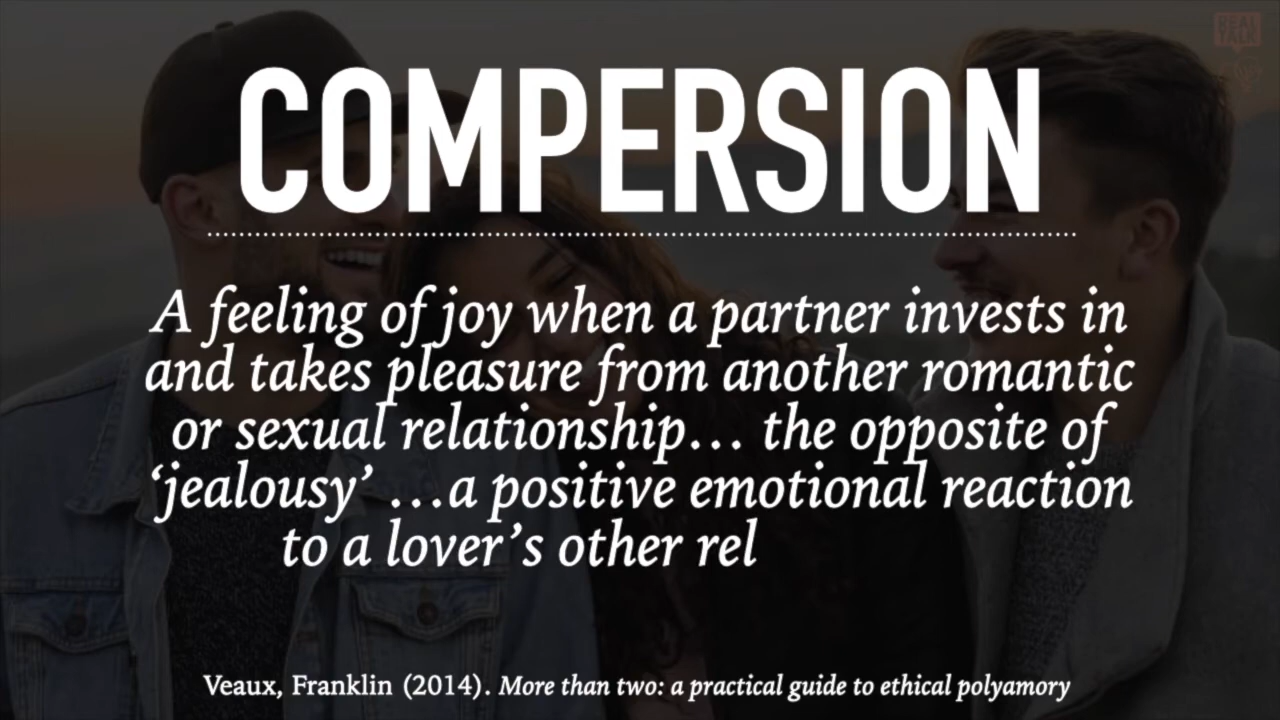 REAL
TALK
COMPERSION
A feeling of joy when a partner invests in
and takes pleasure from another romantic
or sexual relationship… the opposite of
‘jealousy’ …a positive emotional reaction
to a lover’s other rel
Veaux, Franklin (2014). More than two: a practical guide to ethical polyamory